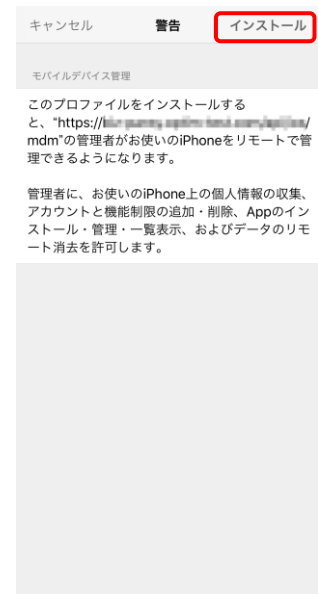 キャンセル 警告 インストール
モバイルデバイス管理
このプロファイルをインストールする
と、“https:// /
mdm”の管理者がお使いのiPhoneをリモートで管
理できるようになります。
管理者に、お使いのiPhone上の個人情報の収集、
アカウントと機能制限の追加・削除、Appのイン
ストール・管理・一覧表示、およびデータのリモ
ート消去を許可します。